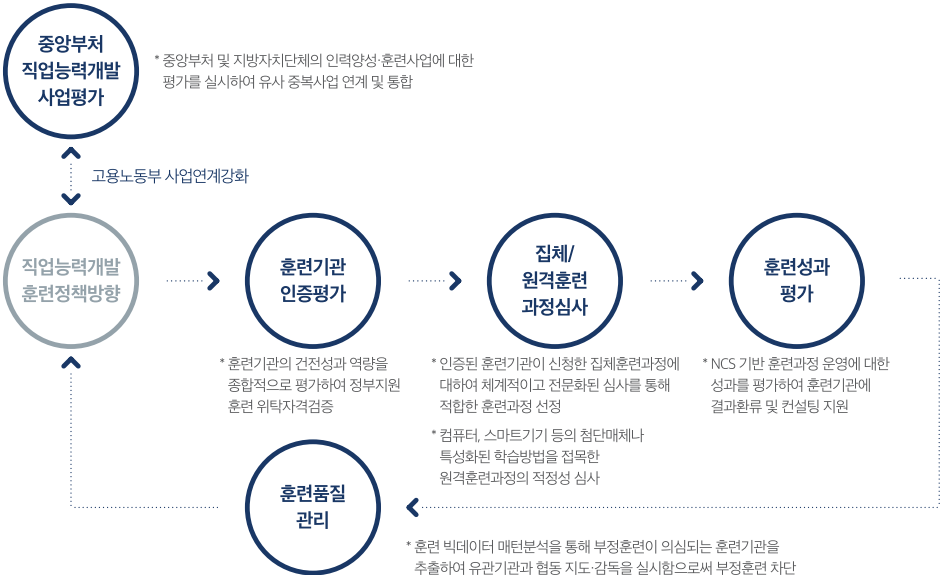 중앙부처
직업능력개발
사업평가
* 중앙부처 및 지방자치단체의 인력양성·훈련사업에 대한
평가를 실시하여 유사 중복사업 연계 및 통합
고용노동부 사업연계강화
직업능력개발
훈련정책방향
훈련기관
인증평가
집체/
원격훈련
과정심사
훈련성과
평가
* 훈련기관의 건전성과 역량을
종합적으로 평가하여 정부지원
훈련 위탁자격검증
* 인증된 훈련기관이 신청한 집체훈련과정에
대하여 체계적이고 전문화된 심사를 통해
적합한 훈련과정 선정
* 컴퓨터, 스마트기기 등의 첨단매체나
특성화된 학습방법을 접목한
원격훈련과정의 적정성 심사
* NCS 기반 훈련과정 운영에 대한
성과를 평가하여 훈련기관에
결과환류 및 컨설팅 지원
훈련품질
관리
* 훈련 빅데이터 매턴분석을 통해 부정훈련이 의심되는 훈련기관을
추출하여 유관기관과 협동 지도·감독을 실시함으로써 부정훈련 차단